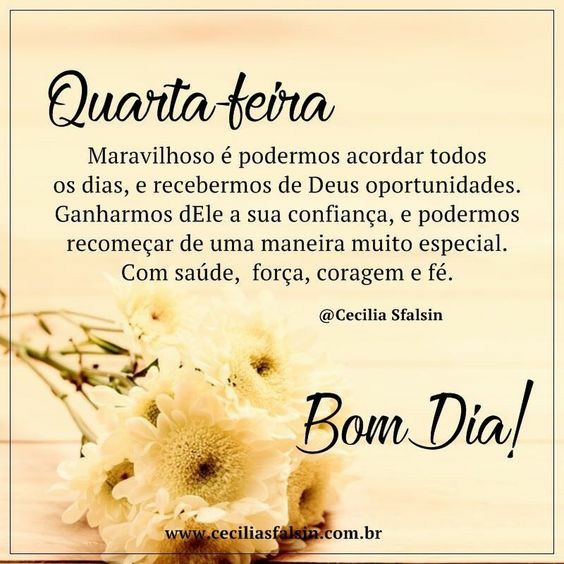 Quarta-feira
Maravilhoso é podermos acordar todos
os dias, e recebermos de Deus oportunidades.
Ganharmos dEle a sua confiança, e podermos
recomeçar de uma maneira muito especial.
Com saúde,  força, coragem e fé.
@Cecilia Sfalsin
Bom Dia!
www.ceciliasfalsin.com.br